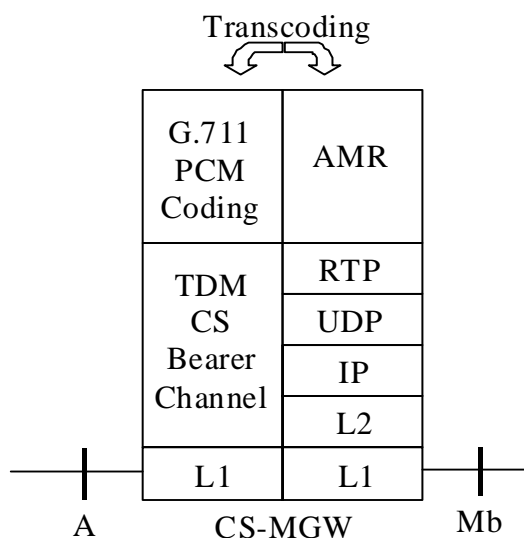 Transcoding
G.711
PCM
Coding
AMR
TDM
CS
Bearer
Channel
RTP
UDP
IP
L2
L1
L1
A
CS-MGW
Mb